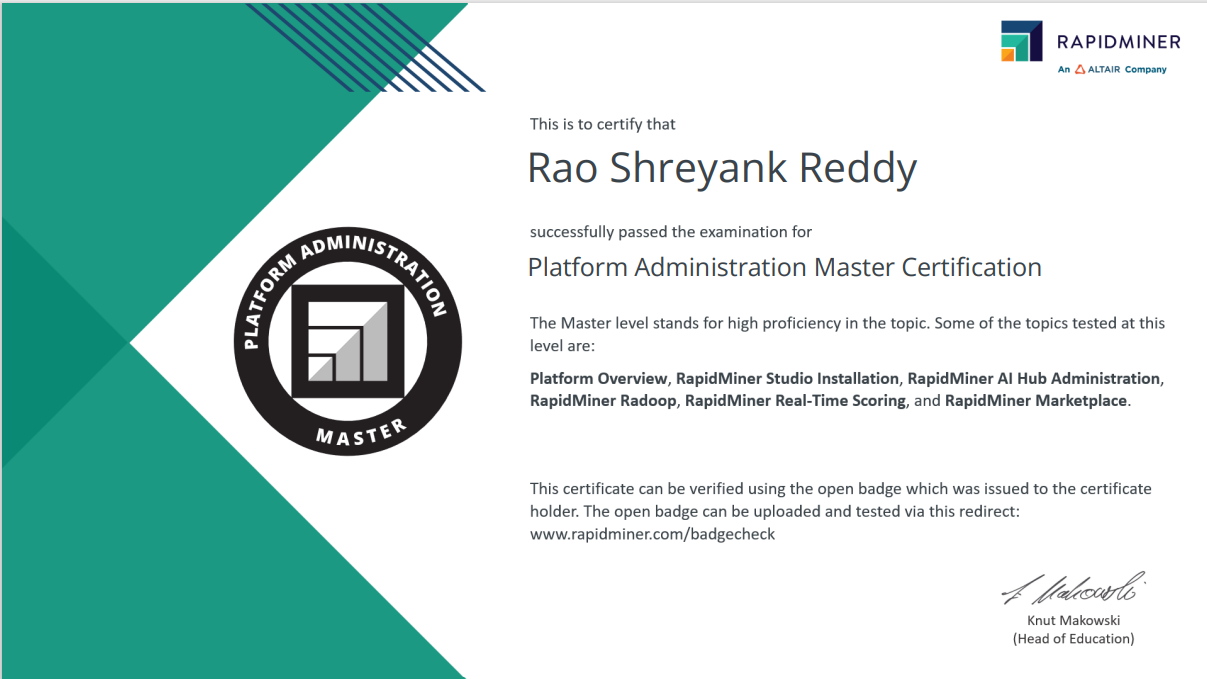 RAPIDMINER
An ALTAIR Company
This is to certify that
Rao Shreyank Reddy
successfully passed the examination for
Platform Administration Master Certification
PLATFORM ADMINISTRATION
MASTER
The Master level stands for high proficiency in the topic. Some of the topics tested at this
level are:
Platform Overview, RapidMiner Studio Installation, RapidMiner AI Hub Administration,
RapidMiner Radoop, RapidMiner Real-Time Scoring, and RapidMiner Marketplace.
This certificate can be verified using the open badge which was issued to the certificate
holder. The open badge can be uploaded and tested via this redirect:
www.rapidminer.com/badgecheck
K Makowski
Knut Makowski
(Head of Education)